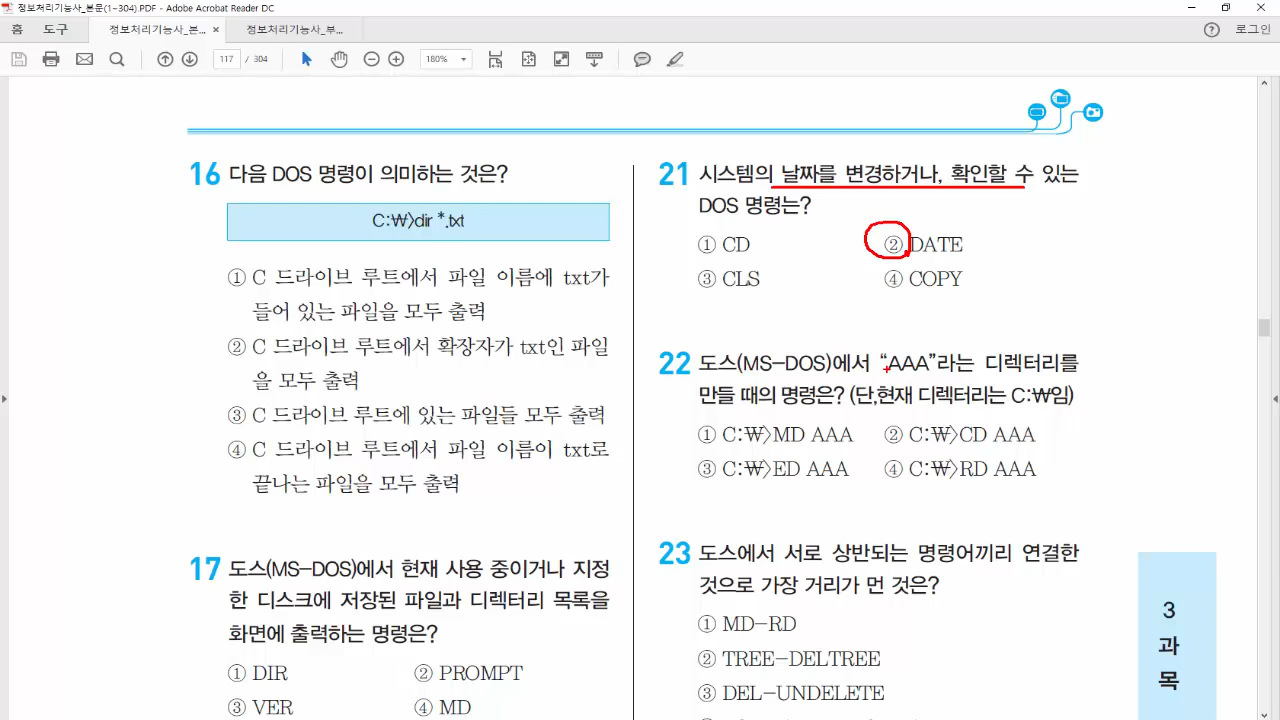 정보처리기능사_본문(1~304).PDF - Adobe Acrobat Reader DC
홈 도구 정보처리기능사_본... × 정보처리기능사_부... 로그인
117 / 304 180%
16 다음 DOS 명령이 의미하는 것은?
C:₩>dir *.txt
① C 드라이브 루트에서 파일 이름에 txt가
들어 있는 파일을 모두 출력
② C 드라이브 루트에서 확장자가 txt인 파일
을 모두 출력
③ C 드라이브 루트에 있는 파일들 모두 출력
④ C 드라이브 루트에서 파일 이름이 txt로
끝나는 파일을 모두 출력
17 도스(MS-DOS)에서 현재 사용 중이거나 지정
한 디스크에 저장된 파일과 디렉터리 목록을
화면에 출력하는 명령은?
① DIR ② PROMPT
③ VER ④ MD
21 시스템의 날짜를 변경하거나, 확인할 수 있는
DOS 명령는?
① CD ② DATE
③ CLS ④ COPY
22 도스(MS-DOS)에서 “AAA”라는 디렉터리를
만들 때의 명령은? (단,현재 디렉터리는 C:₩임)
① C:₩>MD AAA ② C:₩>CD AAA
③ C:₩>ED AAA ④ C:₩>RD AAA
23 도스에서 서로 상반되는 명령어끼리 연결한
것으로 가장 거리가 먼 것은?
① MD-RD
② TREE-DELTREE
③ DEL-UNDELETE
3
과
목